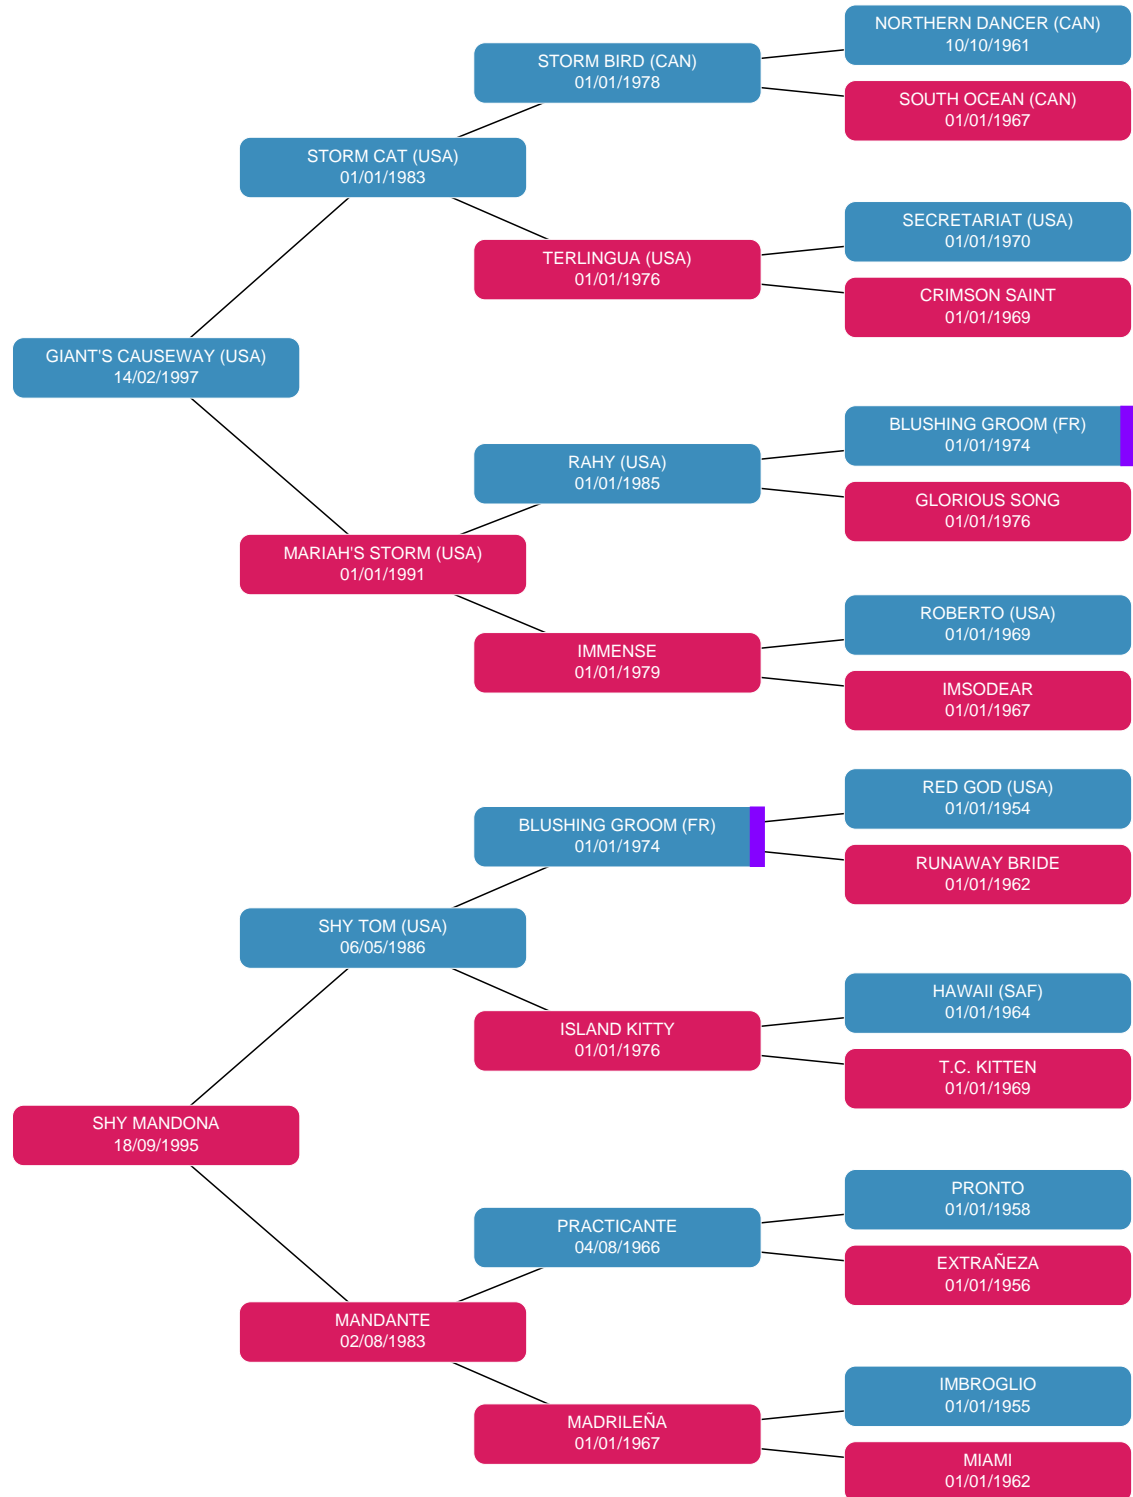 NORTHERN DANCER (CAN)
10/10/1961
STORM BIRD (CAN)
01/01/1978
SOUTH OCEAN (CAN)
01/01/1967
STORM CAT (USA)
01/01/1983
SECRETARIAT (USA)
01/01/1970
TERLINGUA (USA)
01/01/1976
CRIMSON SAINT
01/01/1969
GIANT'S CAUSEWAY (USA)
14/02/1997
BLUSHING GROOM (FR)
01/01/1974
RAHY (USA)
01/01/1985
GLORIOUS SONG
01/01/1976
MARIAH'S STORM (USA)
01/01/1991
ROBERTO (USA)
01/01/1969
IMMENSE
01/01/1979
IMSODEAR
01/01/1967
RED GOD (USA)
01/01/1954
BLUSHING GROOM (FR)
01/01/1974
RUNAWAY BRIDE
01/01/1962
SHY TOM (USA)
06/05/1986
HAWAII (SAF)
01/01/1964
ISLAND KITTY
01/01/1976
T.C. KITTEN
01/01/1969
SHY MANDONA
18/09/1995
PRONTO
01/01/1958
PRACTICANTE
04/08/1966
EXTRAÑEZA
01/01/1956
MANDANTE
02/08/1983
IMBROGLIO
01/01/1955
MADRILEÑA
01/01/1967
MIAMI
01/01/1962